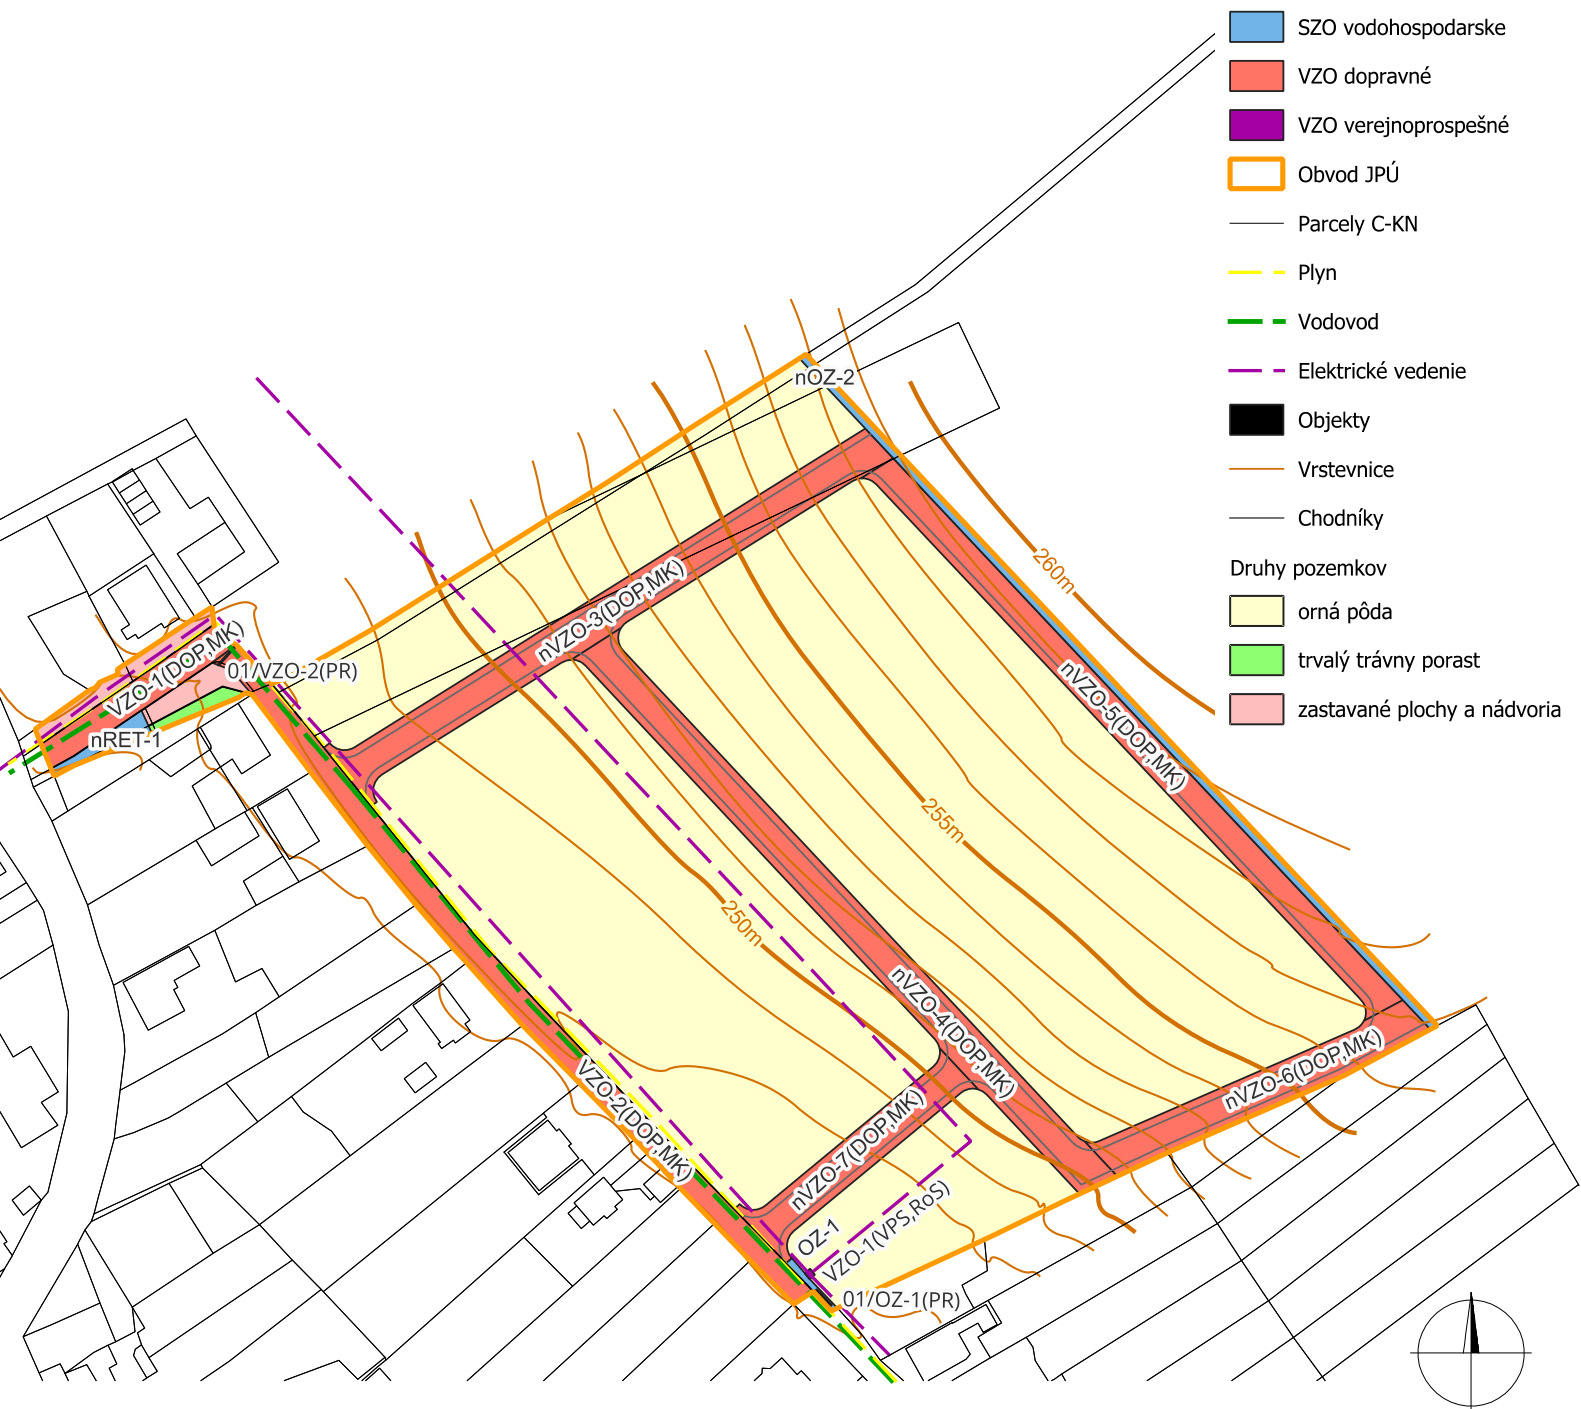 SZO vodohospodarske
VZO dopravné
VZO verejnoprospešné
Obvod JPÚ
Parcely C-KN
Plyn
Vodovod
Elektrické vedenie
Objekty
Vrstevnice
Chodníky
Druhy pozemkov
orná pôda
trvalý trávny porast
zastavané plochy a nádvoria
nOZ-2
260m
nVZO-3(DOP,MK)
VZO-1(DOP,MK)
01/VZO-2(PR)
nRET-1
nVZO-5(DOP,MK)
255m
250m
nVZO-4(DOP,MK)
nVZO-6(DOP,MK)
VZO-2(DOP,MK)
nVZO-7(DOP,MK)
OZ-1
VZO-1(VPS,RoS)
01/OZ-1(PR)